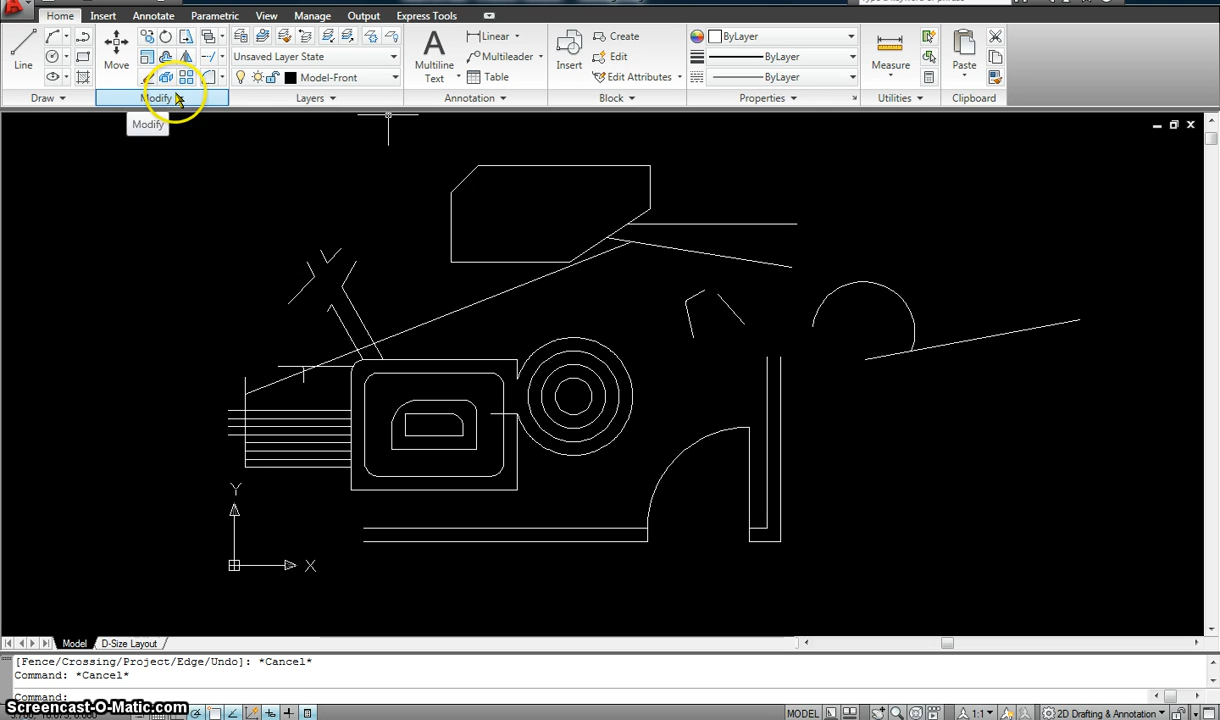 Home Insert Annotate Parametric View Manage Output Express Tools
Linear Create ByLayer
Unsaved Layer State Multileader Edit ByLayer
Line Move Multiline Text Insert Measure Paste
Model-Front Table Edit Attributes ByLayer
Draw Modify Layers Annotation Block Properties Utilities Clipboard
Modify
Y
X
Model D-Size Layout
[Fence/Crossing/Project/Edge/Undo]: *Cancel*
Command: *Cancel*
Command:
Screencast-O-Matic.com
MODEL 1:1 2D Drafting & Annotation